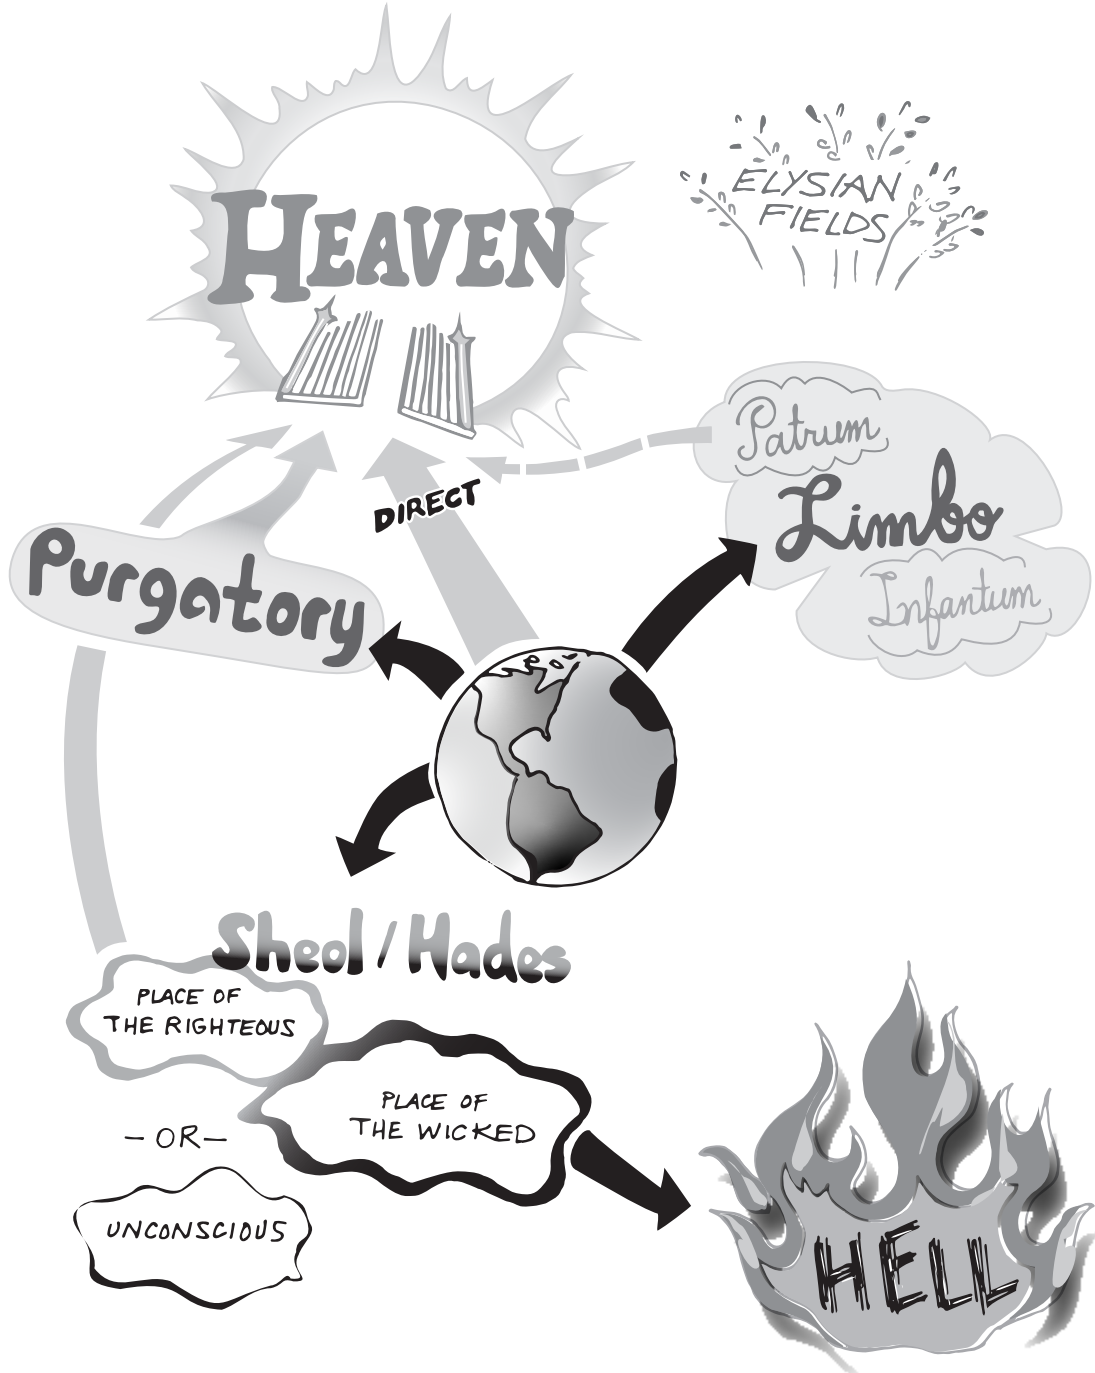 HEAVEN
ELYSIAN
FIELDS
Patrum
Limbo
Infantum
DIRECT
Purgatory
Sheol / Hades
PLACE OF
THE RIGHTEOUS
PLACE OF
THE WICKED
- OR -
UNCONSCIOUS
HELL